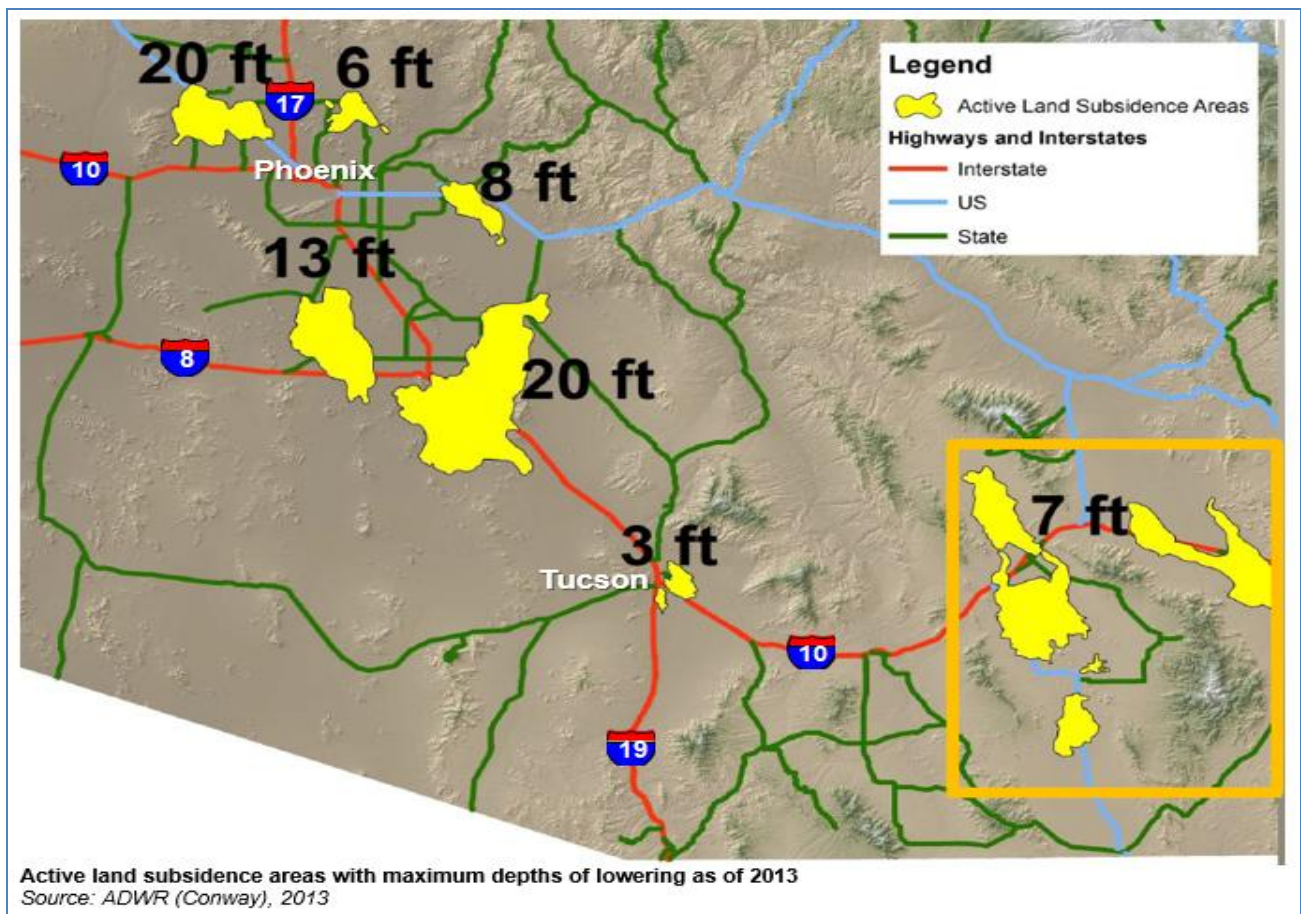 20 ft
6 ft
17
10
Phoenix
8 ft
13 ft
8
20 ft
3 ft
Tucson
10
19
7 ft
Legend
Active Land Subsidence Areas
Highways and Interstates
Interstate
US
State
Active land subsidence areas with maximum depths of lowering as of 2013
Source: ADWR (Conway), 2013